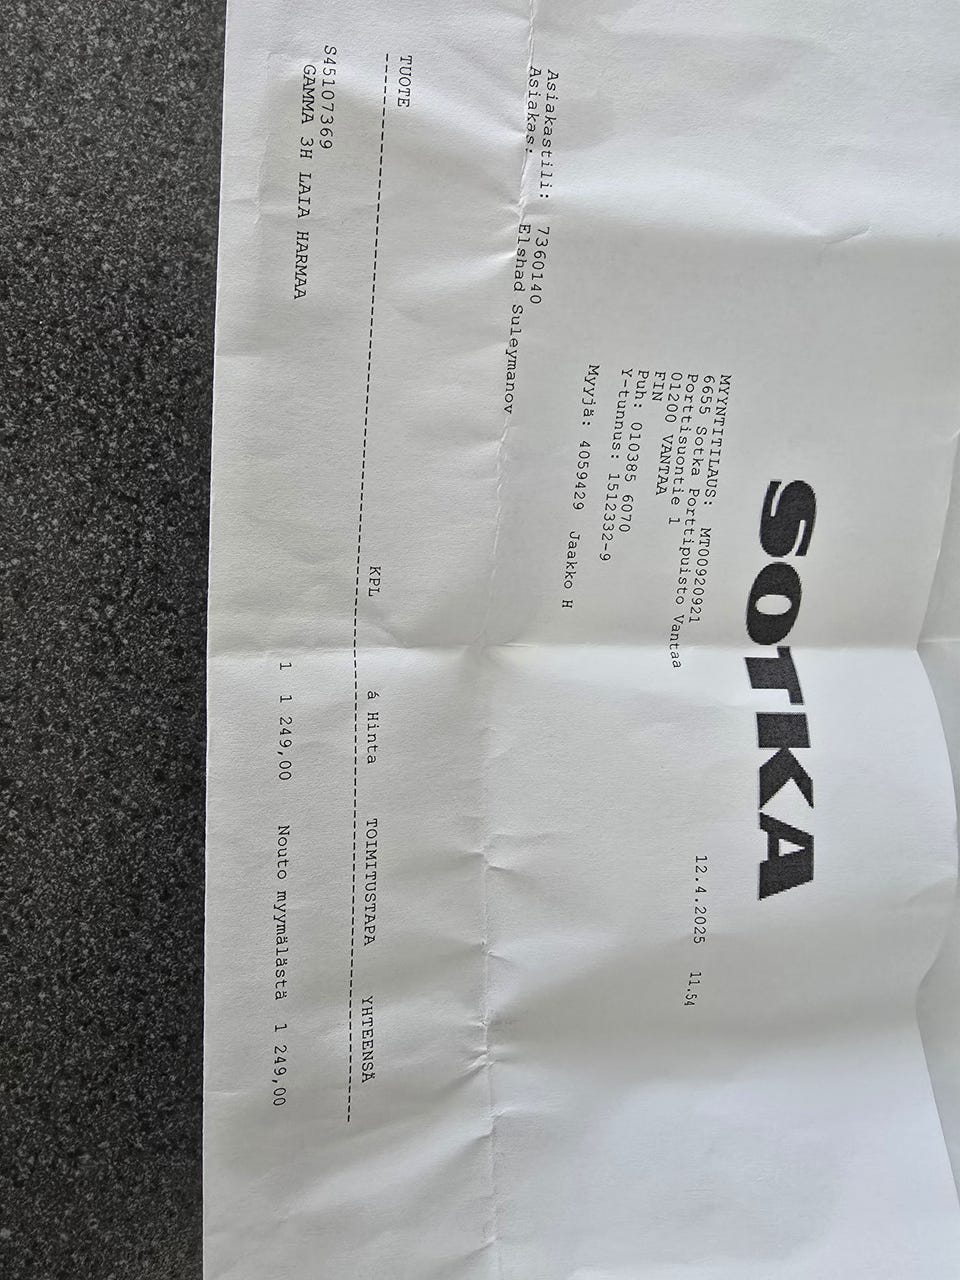 SOTKA
MYYNTITILAUS: MT00920921 12.4.2025 11.54
6655 Sotka Porttipuisto Vantaa
Porttisuontie 1
01200 VANTAA
FIN
Puh: 010385 6070
Y-tunnus: 1512332-9
Myyjä: 4059429 Jaakko H
Asiakastili: 7360140
Asiakas: Elshad Suleymanov
TUOTE KPL á Hinta TOIMITUSTAPA YHTEENSÄ
S45107369
GAMMA 3H LAIA HARMAA
1 1 249,00 Nouto myymälästä 1 249,00